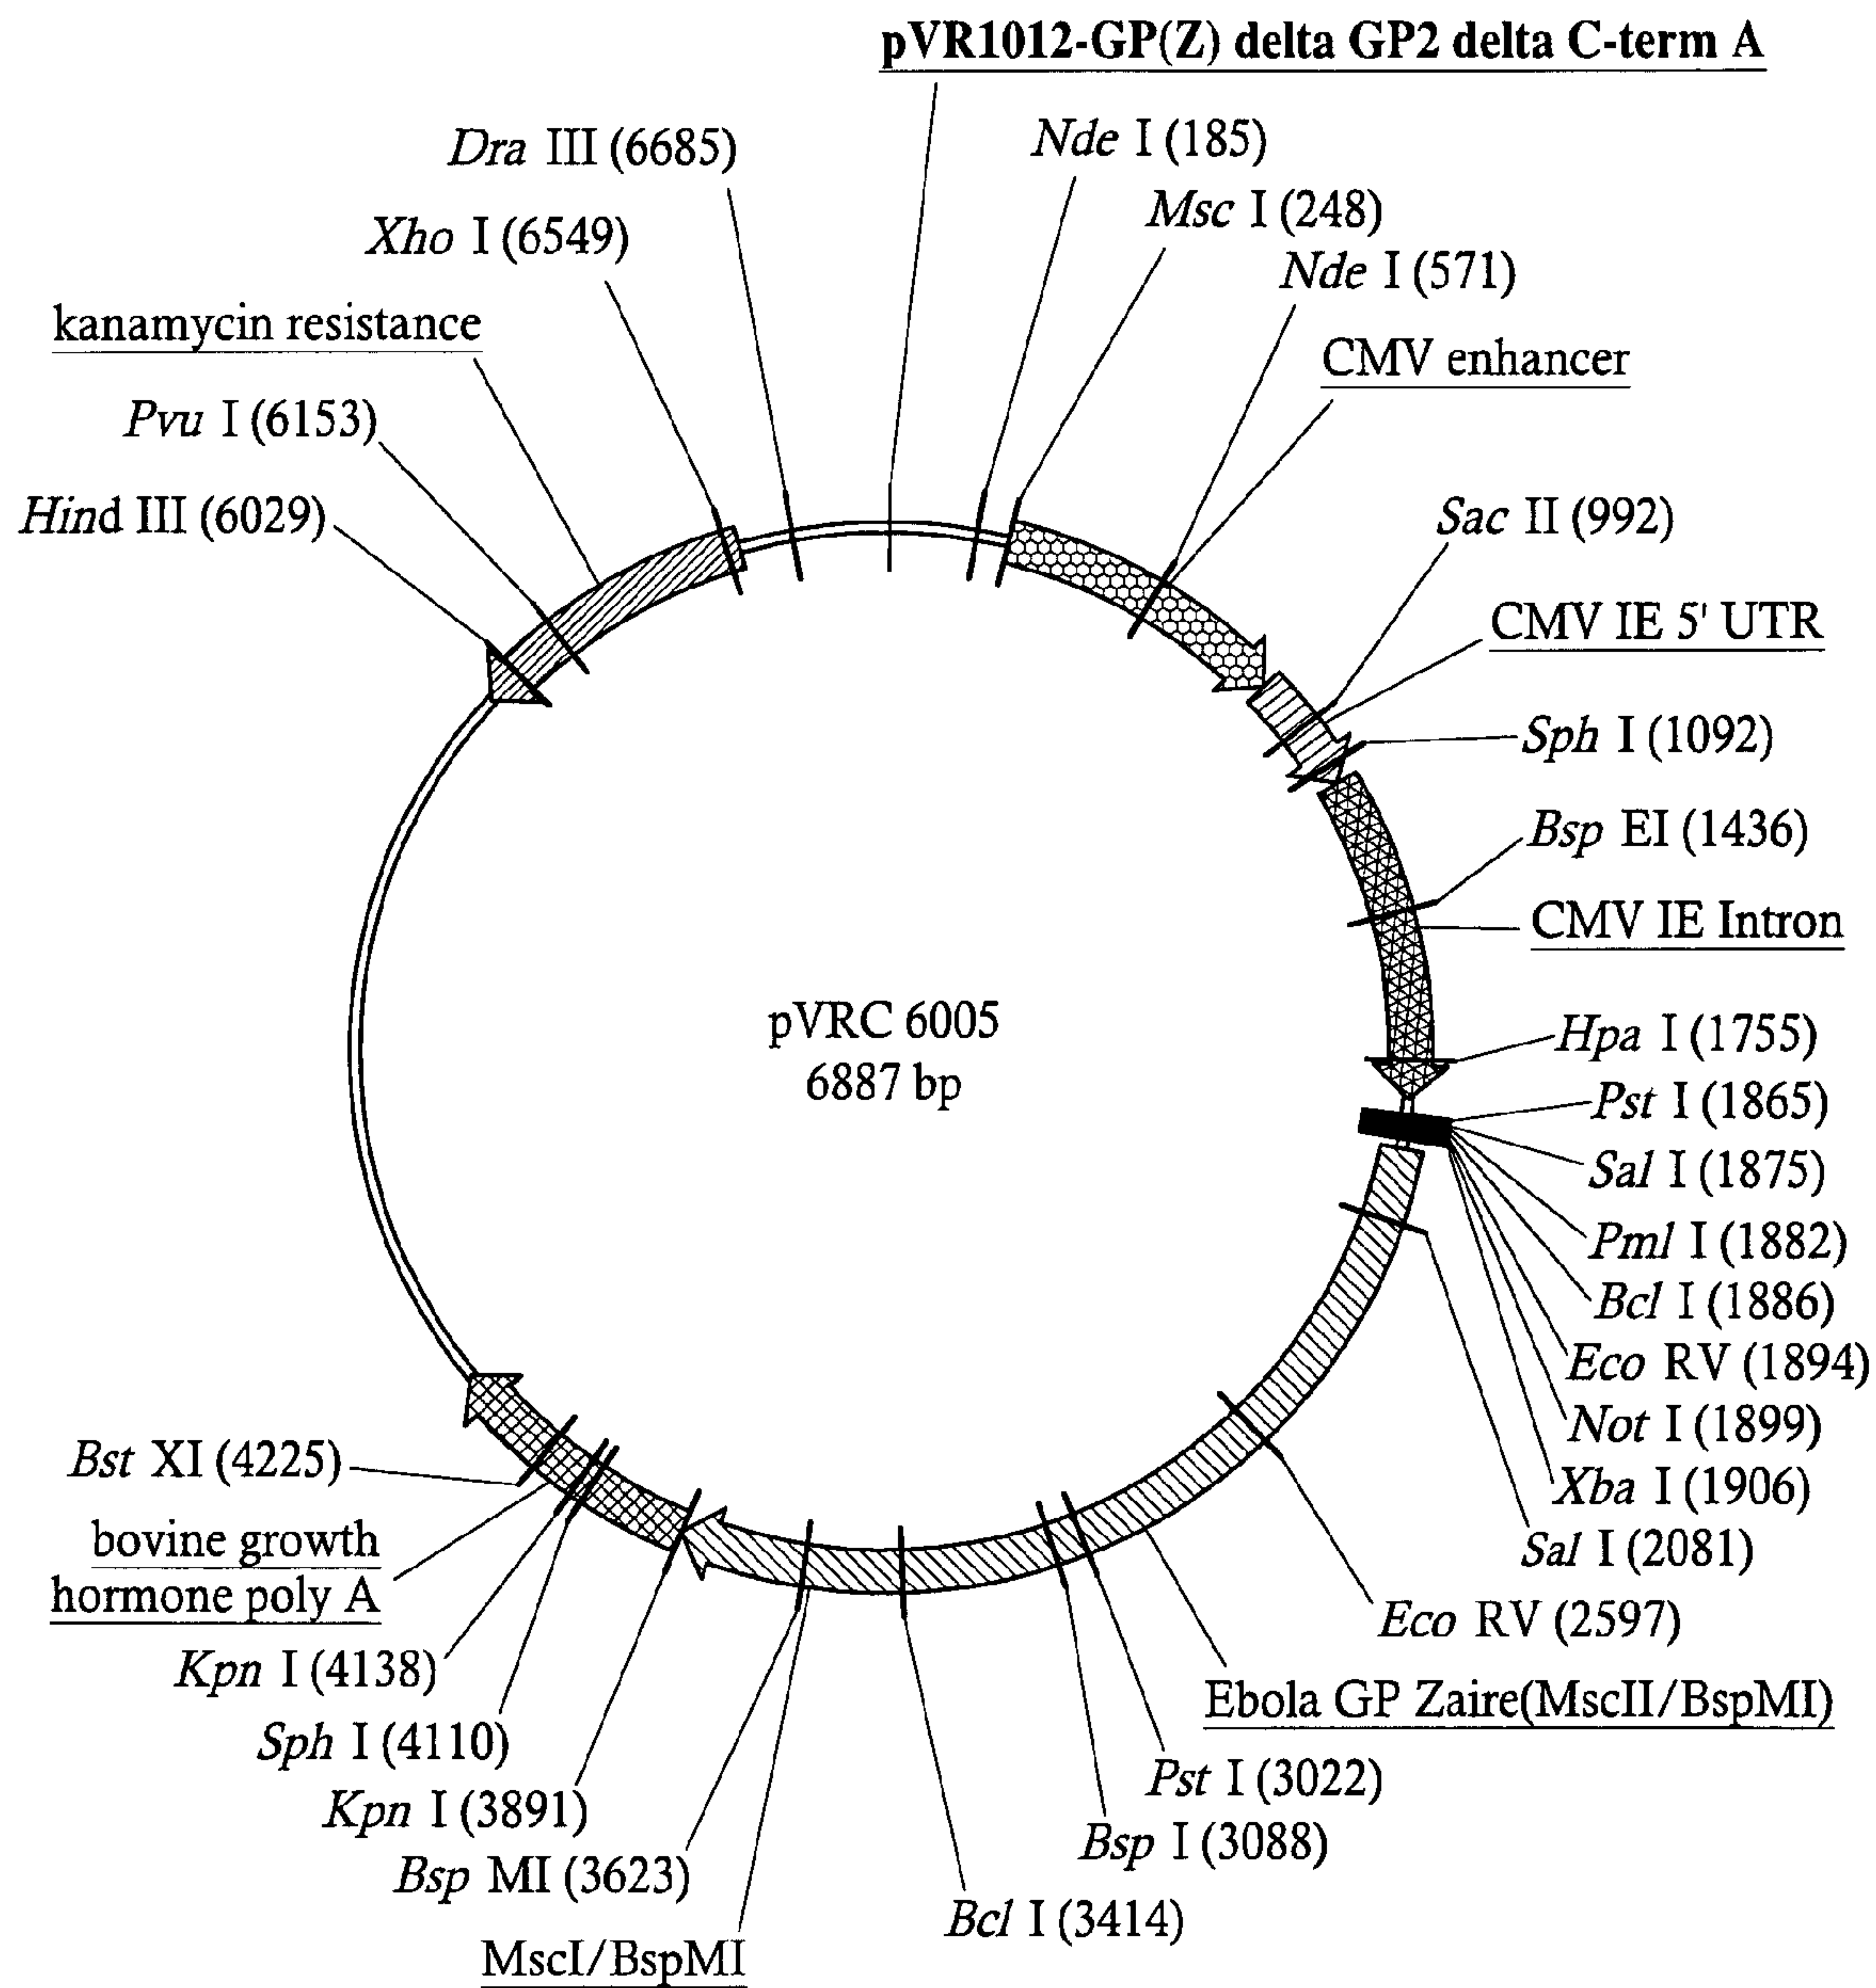 pVR1012-GP(Z) delta GP2 delta C-term A
Nde I (185)
Msc I (248)
Nde I (571)
CMV enhancer
Sac II (992)
CMV IE 5' UTR
Sph I (1092)
Bsp EI (1436)
CMV IE Intron
Hpa I (1755)
Pst I (1865)
Sal I (1875)
Pml I (1882)
Bcl I (1886)
Eco RV (1894)
Not I (1899)
Xba I (1906)
Sal I (2081)
Eco RV (2597)
Ebola GP Zaire(MscII/BspMI)
Pst I (3022)
Bsp I (3088)
Bcl I (3414)
MscI/BspMI
Bsp MI (3623)
Kpn I (3891)
Sph I (4110)
Kpn I (4138)
bovine growth
hormone poly A
Bst XI (4225)
Hind III (6029)
Pvu I (6153)
kanamycin resistance
Xho I (6549)
Dra III (6685)
pVRC 6005
6887 bp